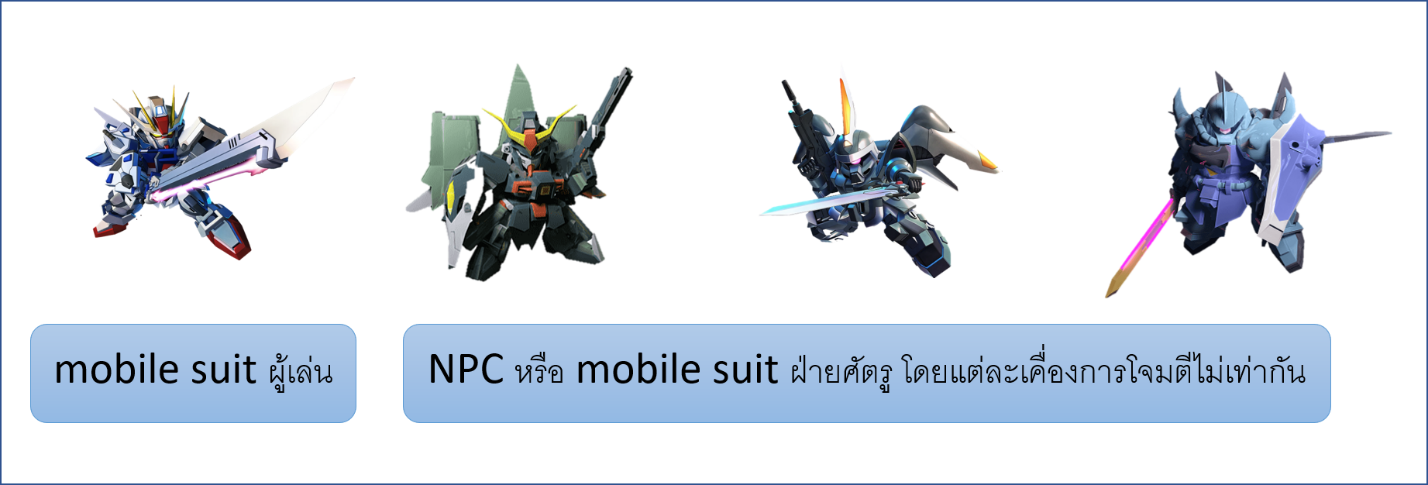 mobile suit ผู้เล่น
NPC หรือ mobile suit ฝ่ายศัตรู โดยแต่ละเคื่องการโจมตีไม่เท่ากัน